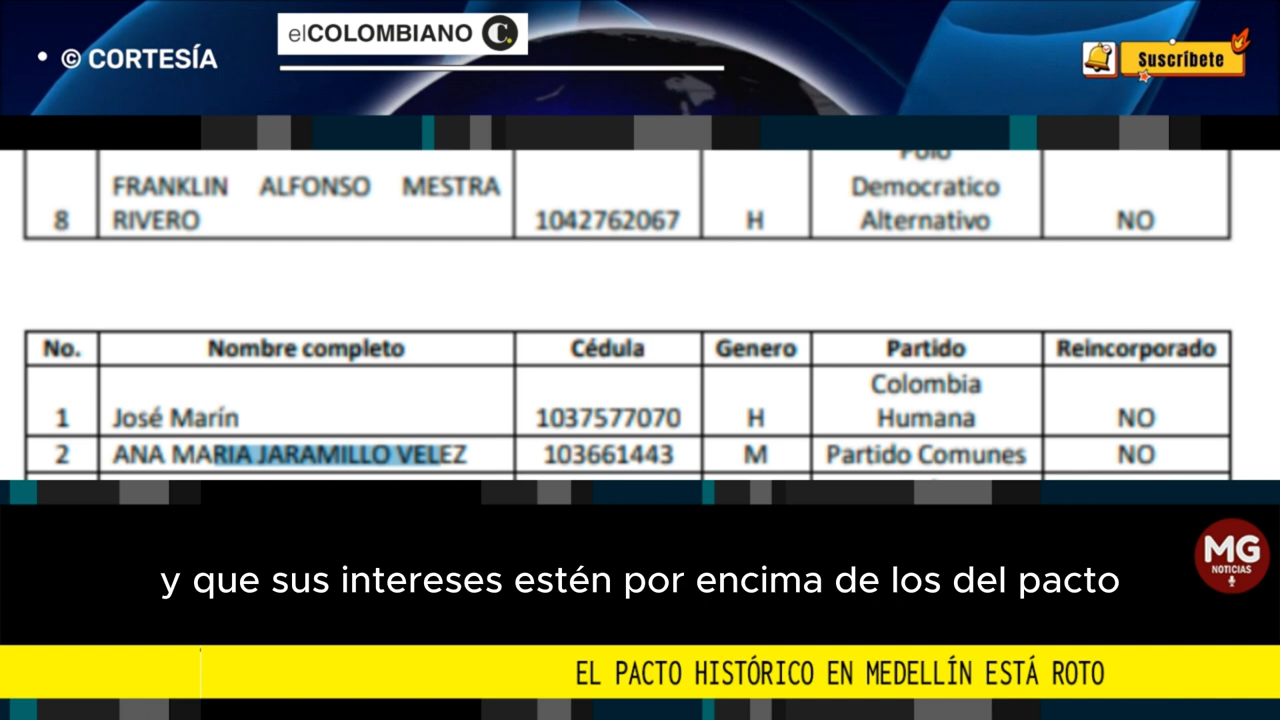 © CORTESÍA
elCOLOMBIANO C.
Suscríbete
Polo
FRANKLIN ALFONSO MESTRA Democratico
8 RIVERO 1042762067 H Alternativo NO
No. Nombre completo Cédula Genero Partido Reincorporado
Colombia
1 José Marín 1037577070 H Humana NO
2 ANA MARIA JARAMILLO VELEZ 103661443 M Partido Comunes NO
y que sus intereses estén por encima de los del pacto
MG
NOTICIAS
EL PACTO HISTÓRICO EN MEDELLÍN ESTÁ ROTO